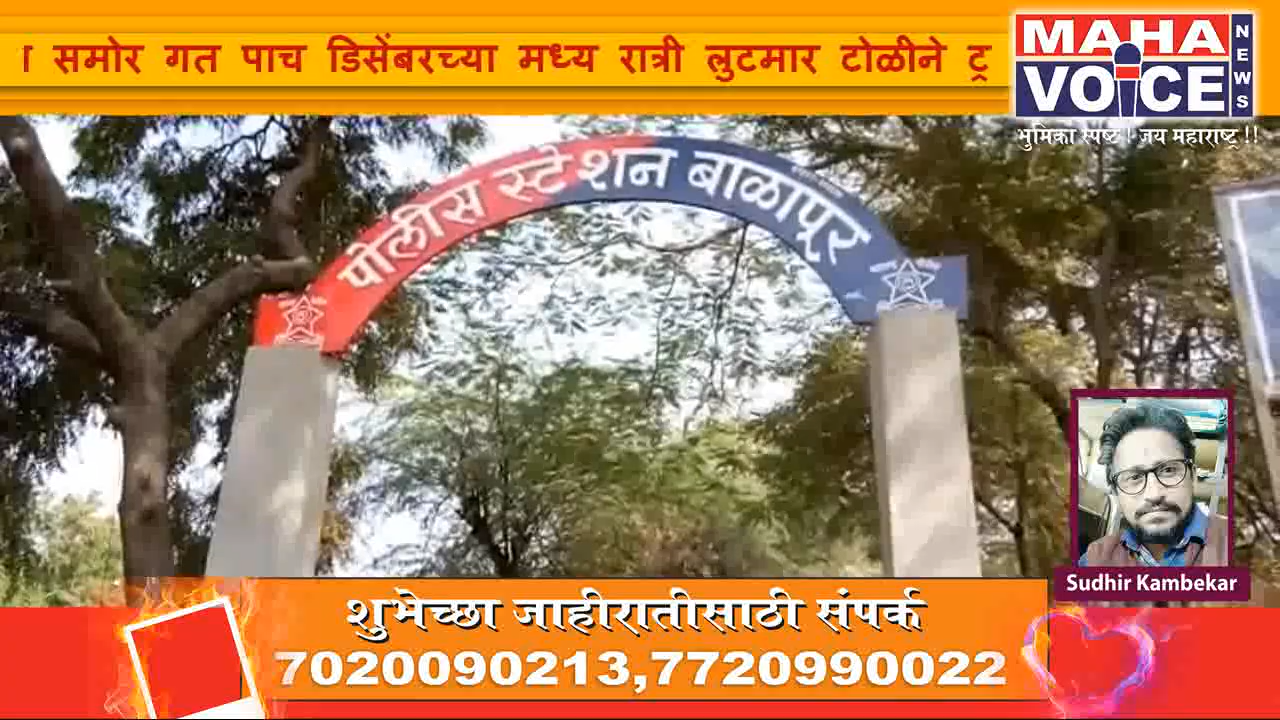 समोर गत पाच डिसेंबरच्या मध्य रात्री लुटमार टोळीने ट्र
MAHA
VOICE
NEWS
भुमिका स्पष्ट ! जय महाराष्ट्र !!
पोलीस स्टेशन बाळापूर
Sudhir Kambekar
शुभेच्छा जाहीरातीसाठी संपर्क
7020090213,7720990022